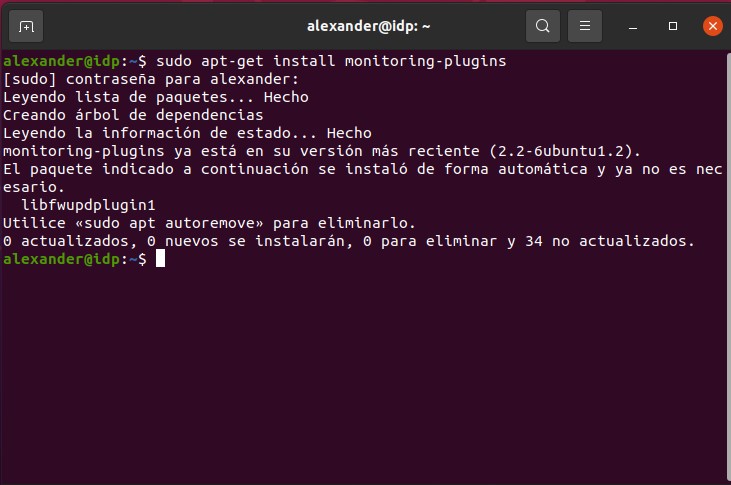 alexander@idp: ~
alexander@idp:~$ sudo apt-get install monitoring-plugins
[sudo] contraseña para alexander:
Leyendo lista de paquetes... Hecho
Creando árbol de dependencias
Leyendo la información de estado... Hecho
monitoring-plugins ya está en su versión más reciente (2.2-6ubuntu1.2).
El paquete indicado a continuación se instaló de forma automática y ya no es nec
esario.
  libfwupdplugin1
Utilice «sudo apt autoremove» para eliminarlo.
0 actualizados, 0 nuevos se instalarán, 0 para eliminar y 34 no actualizados.
alexander@idp:~$